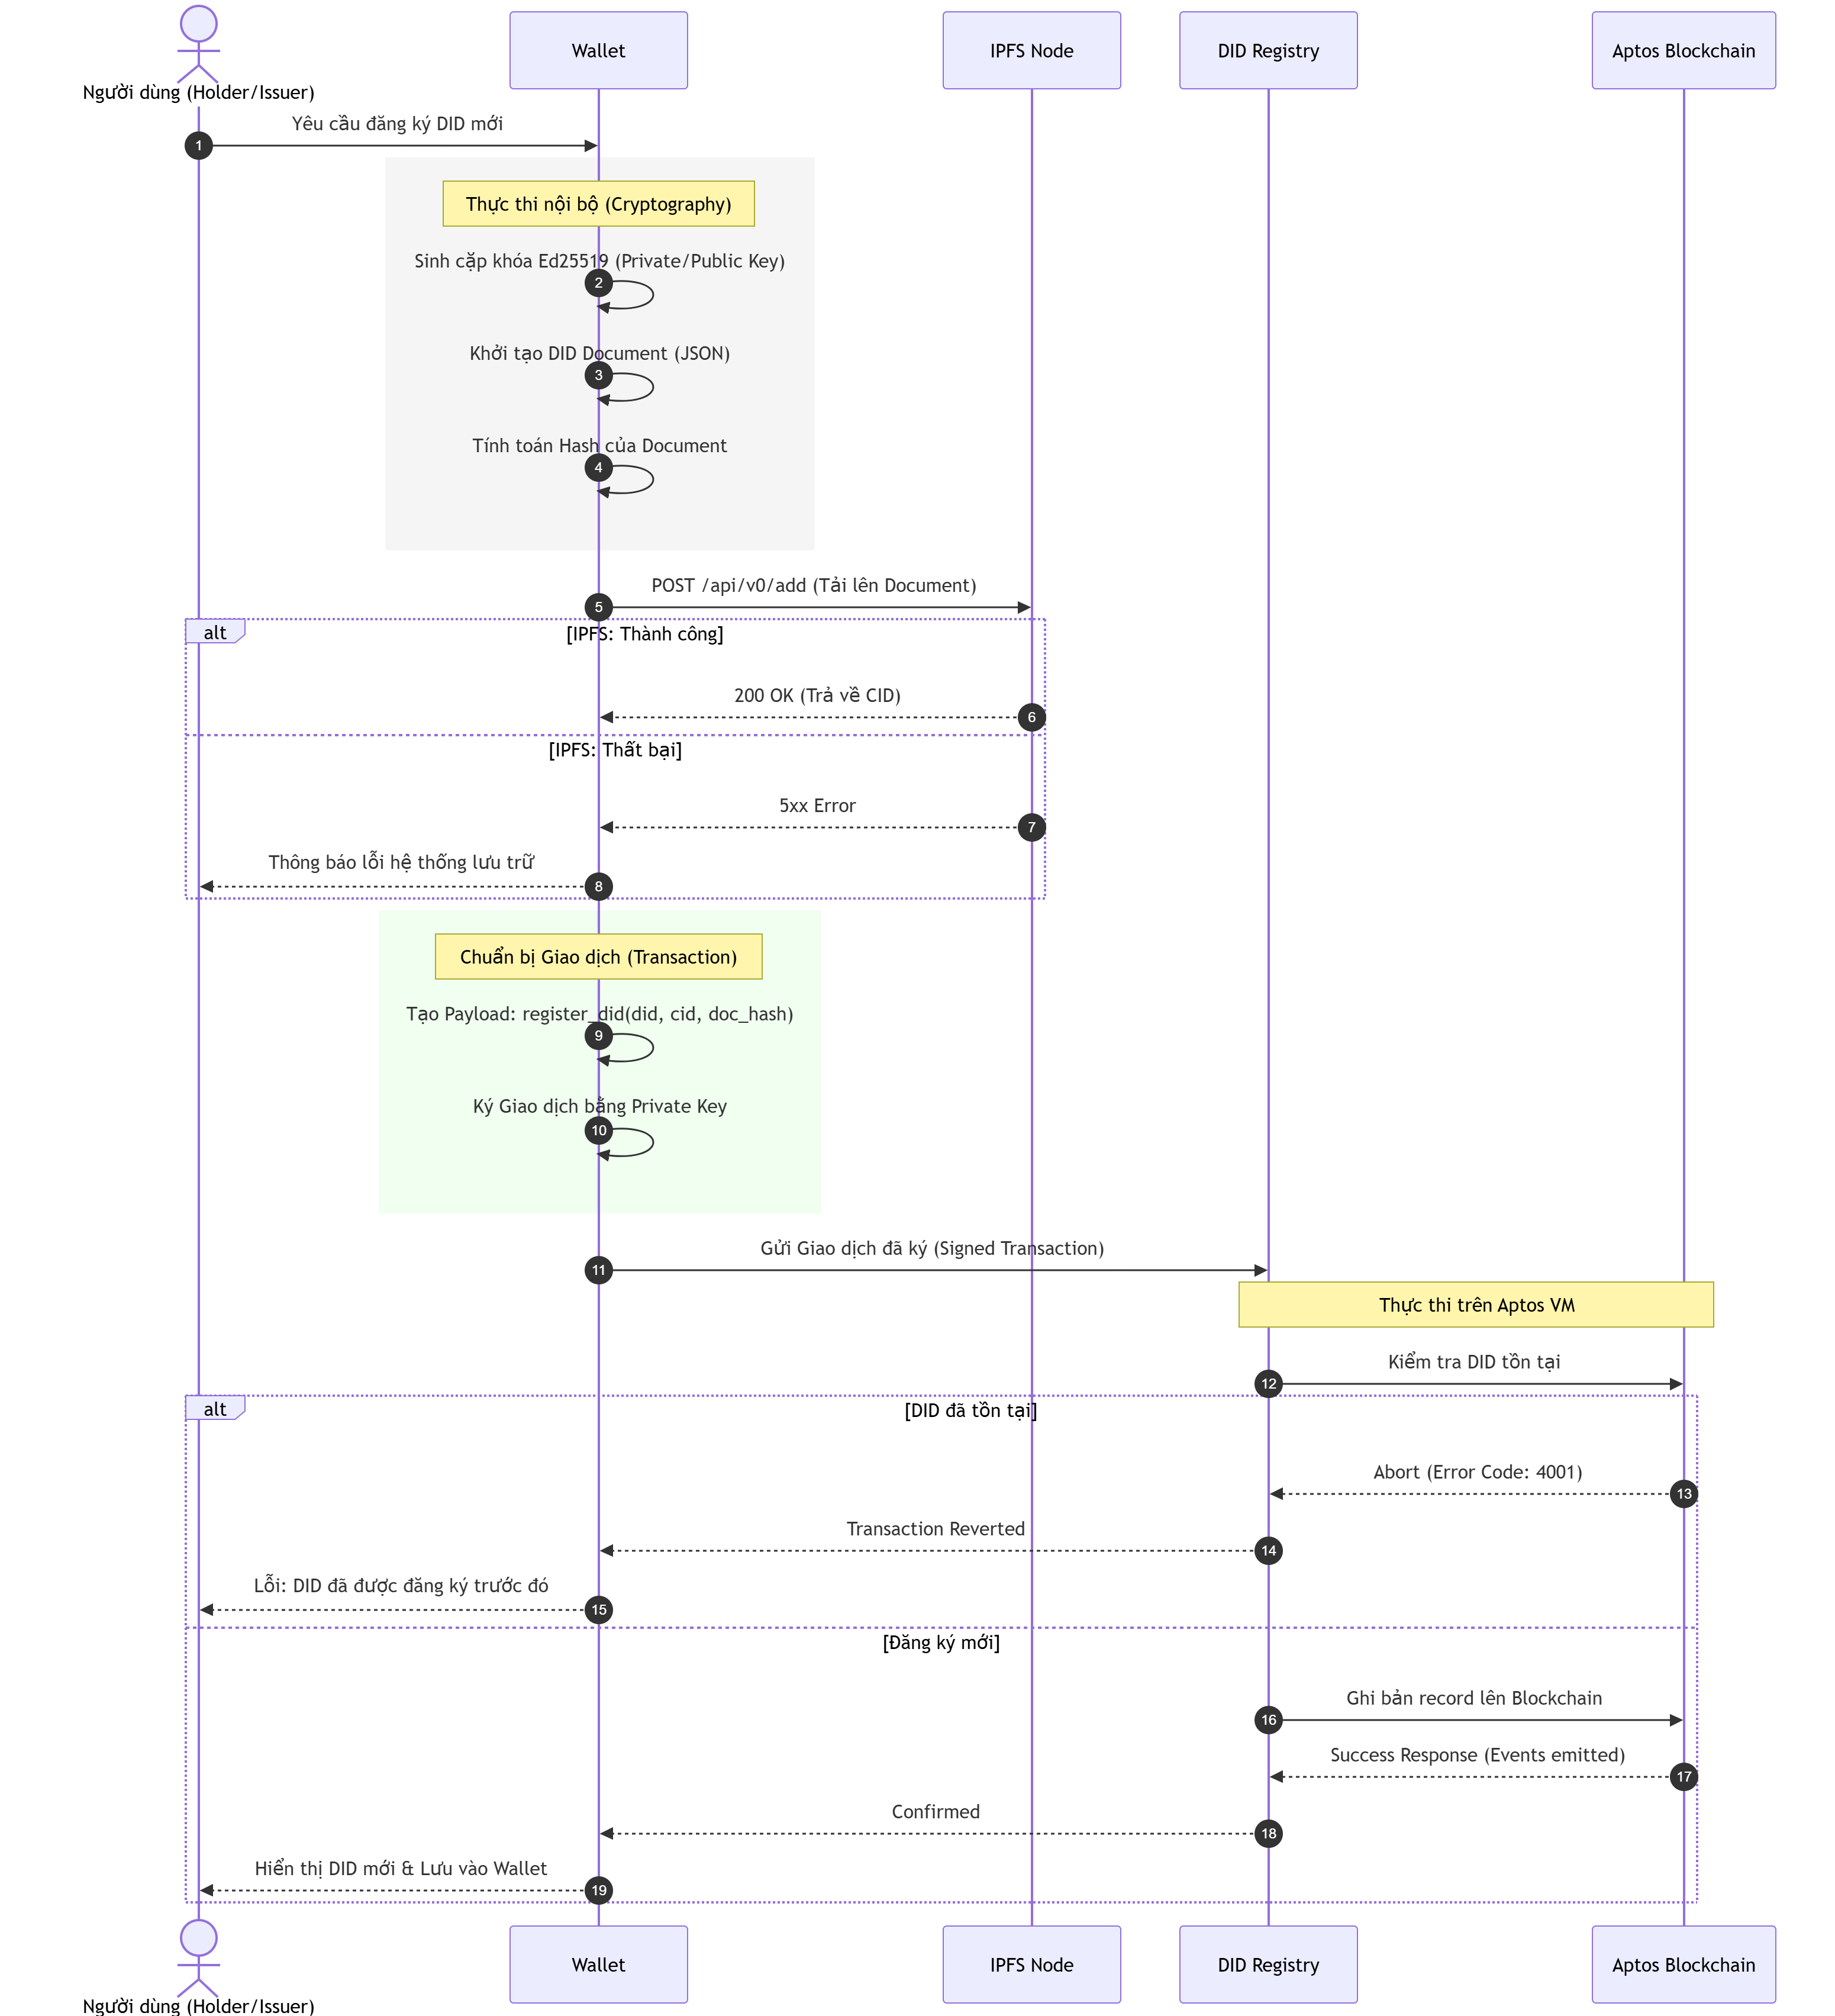 Wallet
IPFS Node
DID Registry
Aptos Blockchain
Người dùng (Holder/Issuer)
Yêu cầu đăng ký DID mới
1
Thực thi nội bộ (Cryptography)
Sinh cặp khóa Ed25519 (Private/Public Key)
2
Khởi tạo DID Document (JSON)
3
Tính toán Hash của Document
4
POST /api/v0/add (Tải lên Document)
5
alt
[IPFS: Thành công]
200 OK (Trả về CID)
6
[IPFS: Thất bại]
5xx Error
7
Thông báo lỗi hệ thống lưu trữ
8
Chuẩn bị Giao dịch (Transaction)
Tạo Payload: register_did(did, cid, doc_hash)
9
Ký Giao dịch bằng Private Key
10
Gửi Giao dịch đã ký (Signed Transaction)
11
Thực thi trên Aptos VM
Kiểm tra DID tồn tại
12
alt
[DID đã tồn tại]
Abort (Error Code: 4001)
13
Transaction Reverted
14
Lỗi: DID đã được đăng ký trước đó
15
[Đăng ký mới]
Ghi bản record lên Blockchain
16
Success Response (Events emitted)
17
Confirmed
18
Hiển thị DID mới & Lưu vào Wallet
19
Wallet
IPFS Node
DID Registry
Aptos Blockchain
Người dùng (Holder/Issuer)